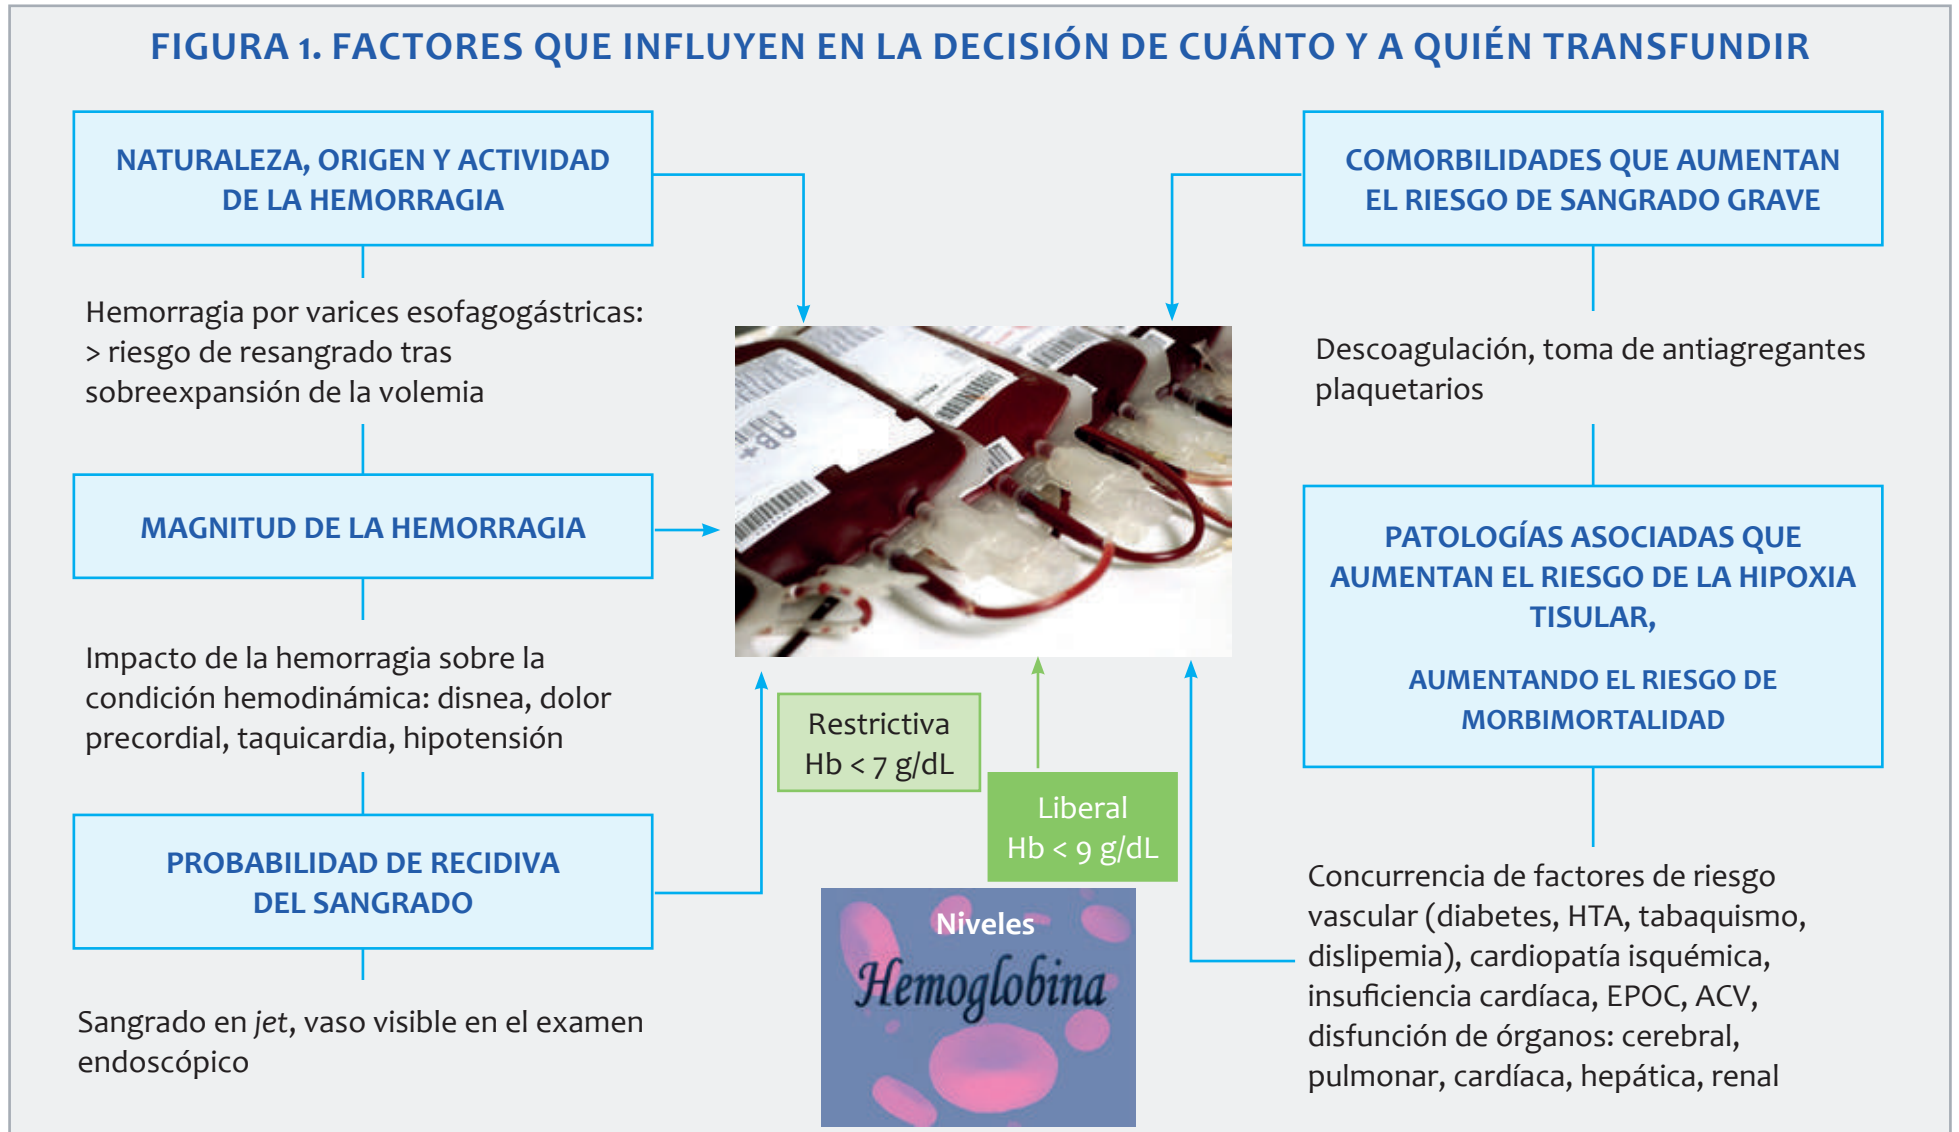 FIGURA 1. FACTORES QUE INFLUYEN EN LA DECISIÓN DE CUÁNTO Y A QUIÉN TRANSFUNDIR
NATURALEZA, ORIGEN Y ACTIVIDAD
DE LA HEMORRAGIA
Hemorragia por varices esofagogástricas:
> riesgo de resangrado tras
sobreexpansión de la volemia
MAGNITUD DE LA HEMORRAGIA
Impacto de la hemorragia sobre la
condición hemodinámica: disnea, dolor
precordial, taquicardia, hipotensión
PROBABILIDAD DE RECIDIVA
DEL SANGRADO
Sangrado en jet, vaso visible en el examen
endoscópico
AB+
Restrictiva
Hb < 7 g/dL
Liberal
Hb < 9 g/dL
Niveles
Hemoglobina
COMORBILIDADES QUE AUMENTAN
EL RIESGO DE SANGRADO GRAVE
Descoagulación, toma de antiagregantes
plaquetarios
PATOLOGÍAS ASOCIADAS QUE
AUMENTAN EL RIESGO DE LA HIPOXIA
TISULAR,
AUMENTANDO EL RIESGO DE
MORBIMORTALIDAD
Concurrencia de factores de riesgo
vascular (diabetes, HTA, tabaquismo,
dislipemia), cardiopatía isquémica,
insuficiencia cardíaca, EPOC, ACV,
disfunción de órganos: cerebral,
pulmonar, cardíaca, hepática, renal